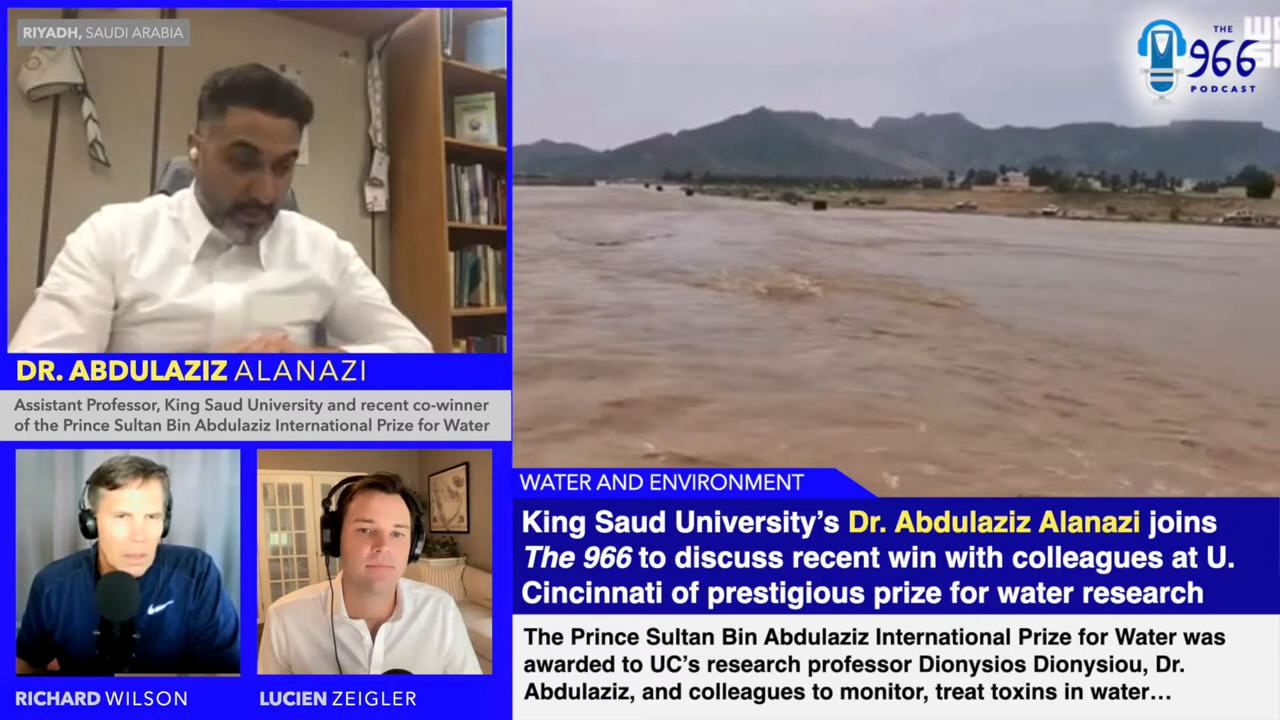 RIYADH, SAUDI ARABIA
DR. ABDULAZIZ ALANAZI
Assistant Professor, King Saud University and recent co-winner
of the Prince Sultan Bin Abdulaziz International Prize for Water
RICHARD WILSON
LUCIEN ZEIGLER
THE
966
PODCAST
WATER AND ENVIRONMENT
King Saud University’s Dr. Abdulaziz Alanazi joins
The 966 to discuss recent win with colleagues at U.
Cincinnati of prestigious prize for water research
The Prince Sultan Bin Abdulaziz International Prize for Water was
awarded to UC’s research professor Dionysios Dionysiou, Dr.
Abdulaziz, and colleagues to monitor, treat toxins in water…